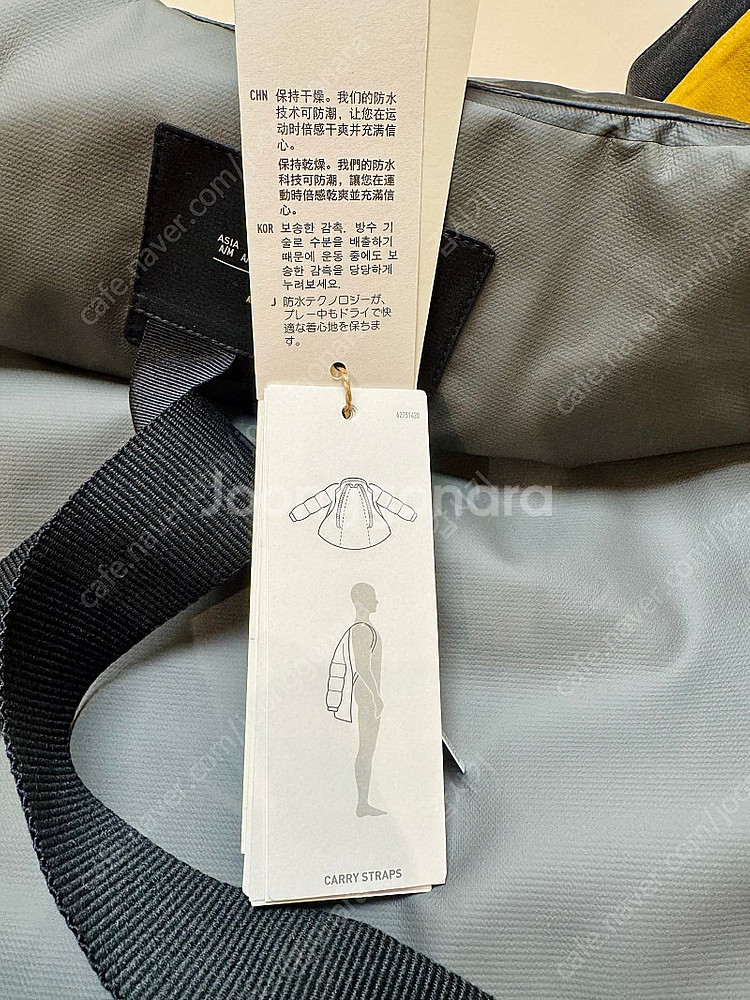 CHN 保持干燥。我们的防水
技术可防潮，让您在运
动时倍感干爽并充满信
心。
保持乾燥。我們的防水
科技可防潮，讓您在運
動時倍感乾爽並充滿信
心。
KOR 보송한 감촉. 방수 기
술로 수분을 배출하기
때문에 운동 중에도 보
송한 감촉을 당당하게
누려보세요.
J 防水テクノロジーが、
プレー中もドライで快
適な着心地を保ちま
す。
ASIA
A/M
62751420
Joonggonara
CARRY STRAPS